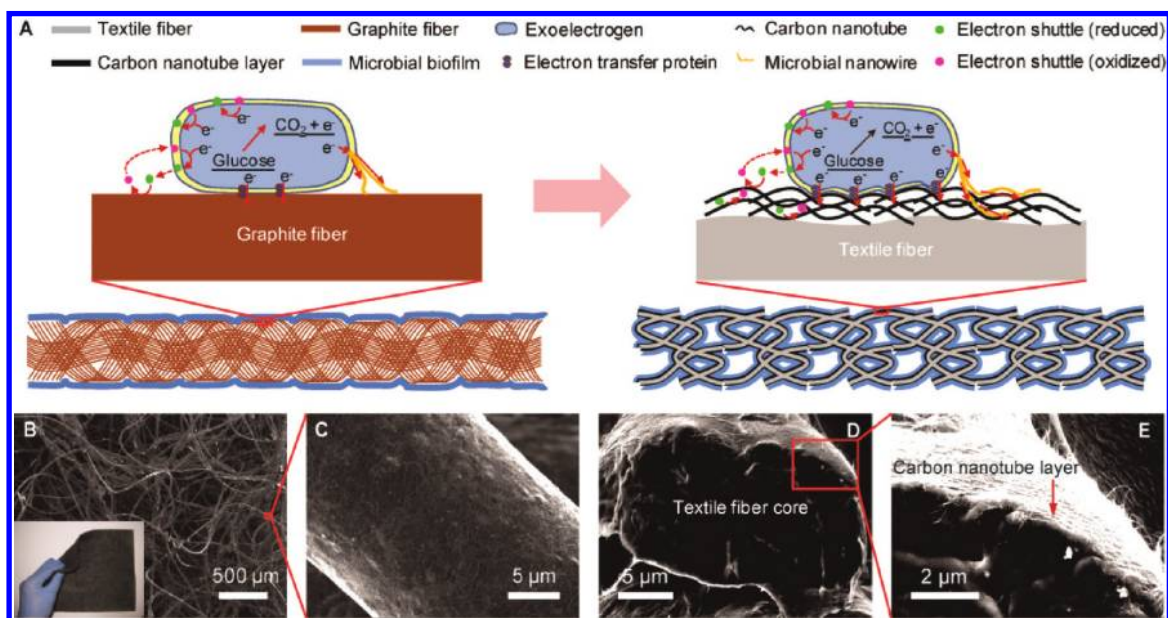 A
Textile fiber
Graphite fiber
Exoelectrogen
Carbon nanotube
Electron shuttle (reduced)
Carbon nanotube layer
Microbial biofilm
Electron transfer protein
Microbial nanowire
Electron shuttle (oxidized)
e-
CO2 + e-
e-
e-
Glucose
e-
e-
e-
Graphite fiber
e-
CO2 + e-
e-
e-
Glucose
e-
e-
e-
e-
e-
Textile fiber
B
500 μm
C
5 μm
D
Textile fiber core
5 μm
E
Carbon nanotube layer
2 μm